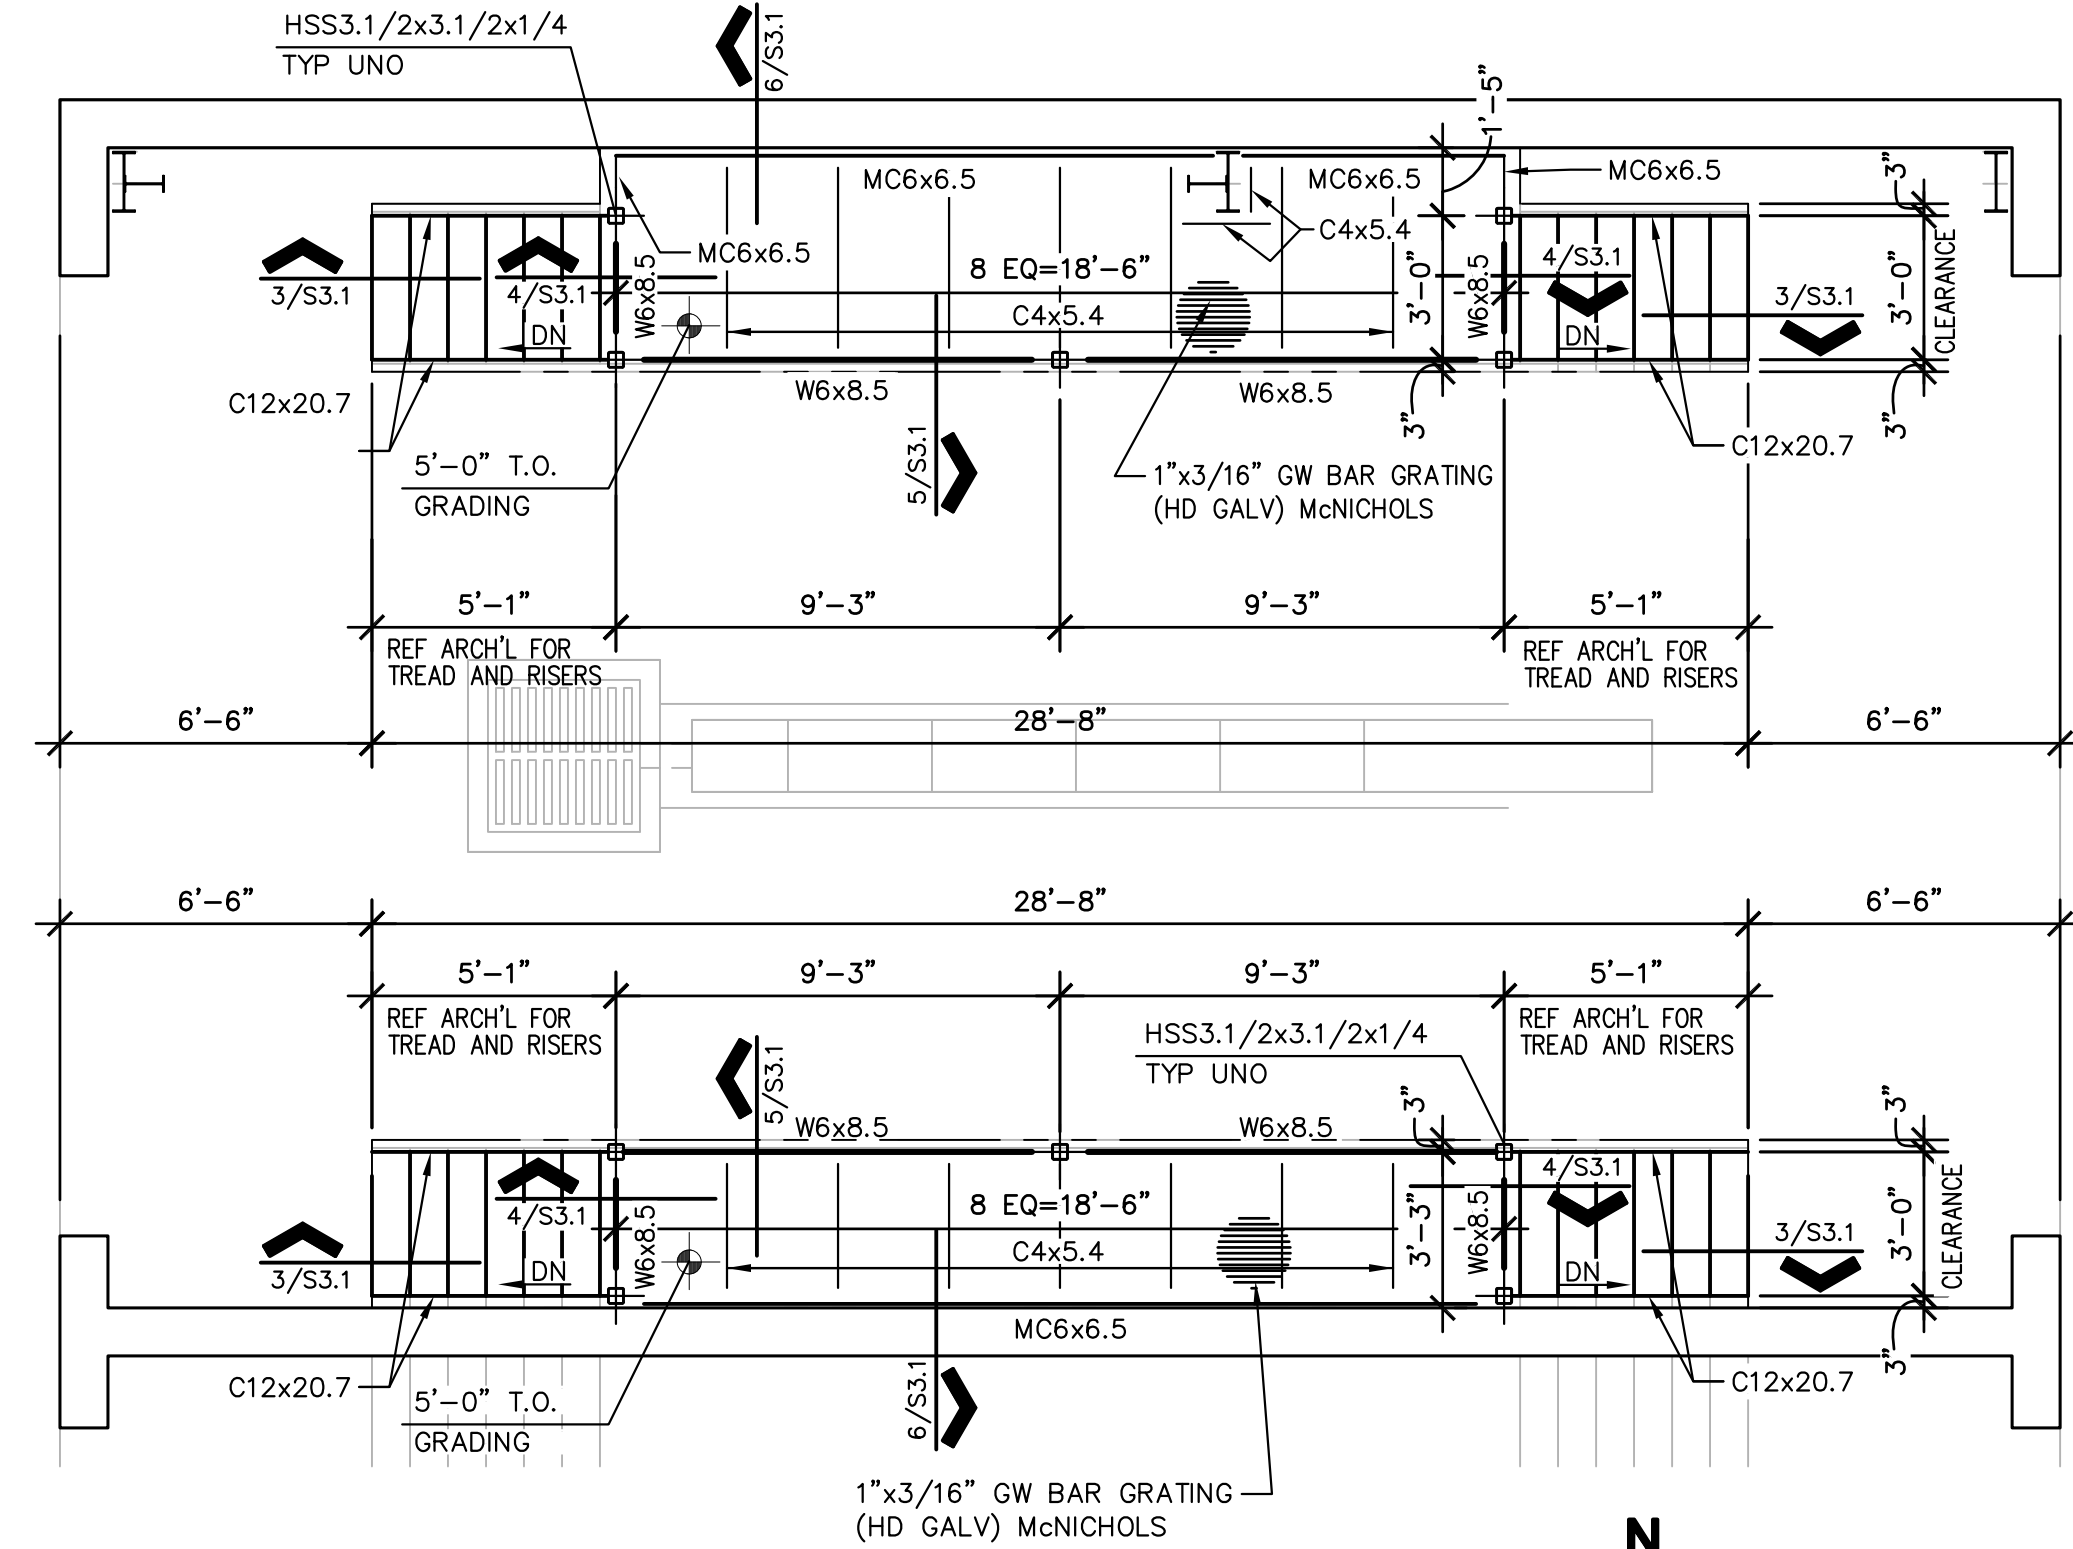 HSS3.1/2x3.1/2x1/4
TYP UNO
6/S3.1
1'-5"
MC6x6.5
MC6x6.5
MC6x6.5
3"
C4x5.4
MC6x6.5
3/S3.1
4/S3.1
DN
W6x8.5
8 EQ=18'-6"
C4x5.4
3'-0"
W6x8.5
4/S3.1
DN
3/S3.1
3'-0"
CLEARANCE
C12x20.7
W6x8.5
W6x8.5
3"
3"
C12x20.7
5'-0" T.O.
GRADING
5/S3.1
1"x3/16" GW BAR GRATING
(HD GALV) McNICHOLS
5'-1"
9'-3"
9'-3"
5'-1"
REF ARCH'L FOR
TREAD AND RISERS
REF ARCH'L FOR
TREAD AND RISERS
6'-6"
28'-8"
6'-6"
6'-6"
28'-8"
6'-6"
5'-1"
9'-3"
9'-3"
5'-1"
REF ARCH'L FOR
TREAD AND RISERS
HSS3.1/2x3.1/2x1/4
TYP UNO
REF ARCH'L FOR
TREAD AND RISERS
5/S3.1
W6x8.5
W6x8.5
3"
3"
3/S3.1
4/S3.1
DN
W6x8.5
8 EQ=18'-6"
C4x5.4
3'-3"
W6x8.5
4/S3.1
DN
3/S3.1
3'-0"
CLEARANCE
MC6x6.5
3"
C12x20.7
C12x20.7
5'-0" T.O.
GRADING
6/S3.1
1"x3/16" GW BAR GRATING
(HD GALV) McNICHOLS
N